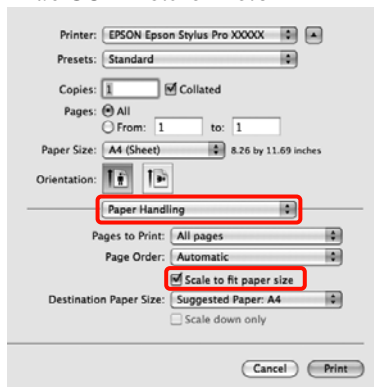 Printer: EPSON Epson Stylus Pro XXXXX
Presets: Standard
Copies: 1 Collated
Pages: All
From: 1 to: 1
Paper Size: A4 (Sheet) 8.26 by 11.69 inches
Orientation:
Paper Handling
Pages to Print: All pages
Page Order: Automatic
Scale to fit paper size
Destination Paper Size: Suggested Paper: A4
Scale down only
Cancel Print